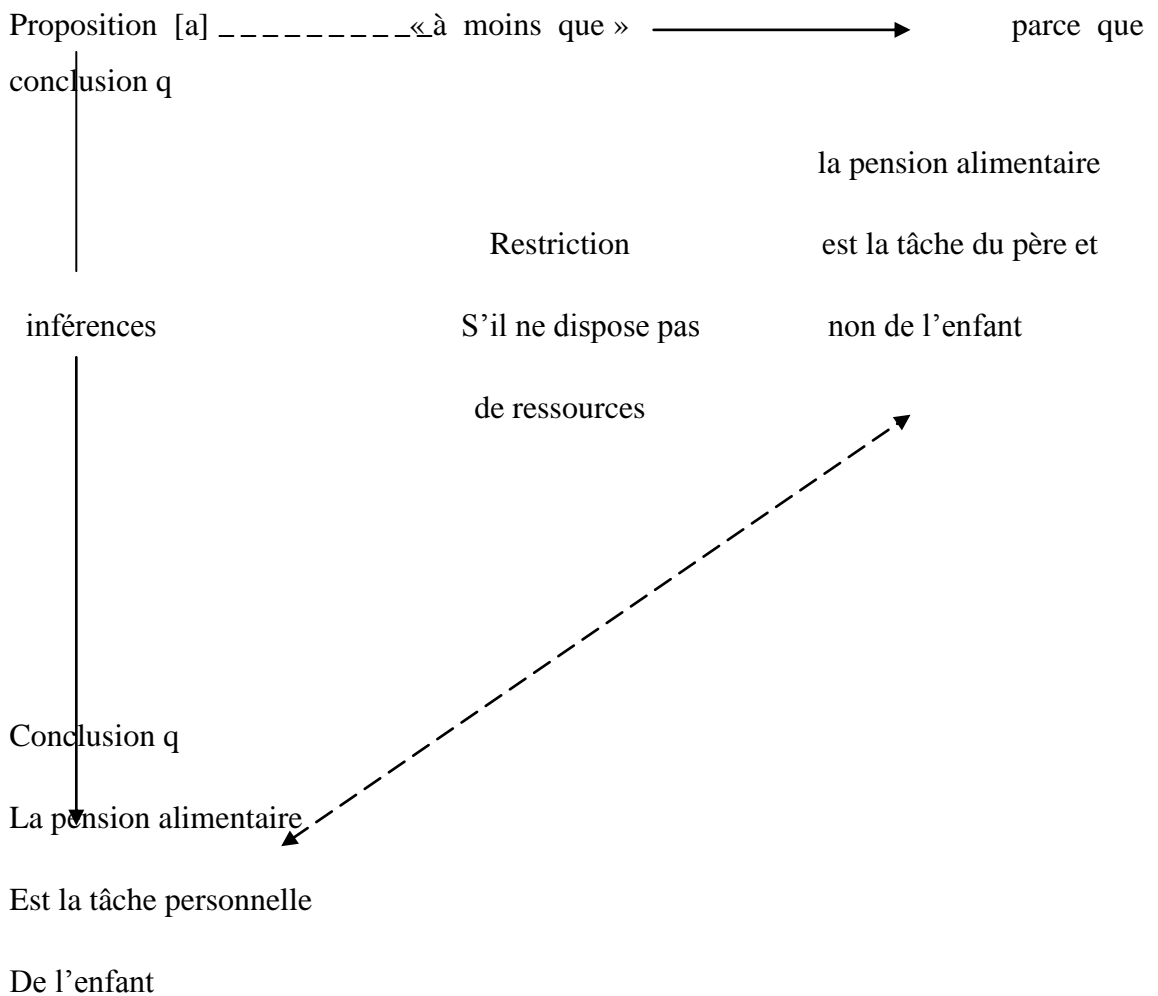 Proposition [a] _ _ _ _ _ _ _ _ _ _« à moins que » parce que
conclusion q
la pension alimentaire
Restriction est la tâche du père et
inférences S’il ne dispose pas non de l’enfant
de ressources
Conclusion q
La pension alimentaire
Est la tâche personnelle
De l’enfant